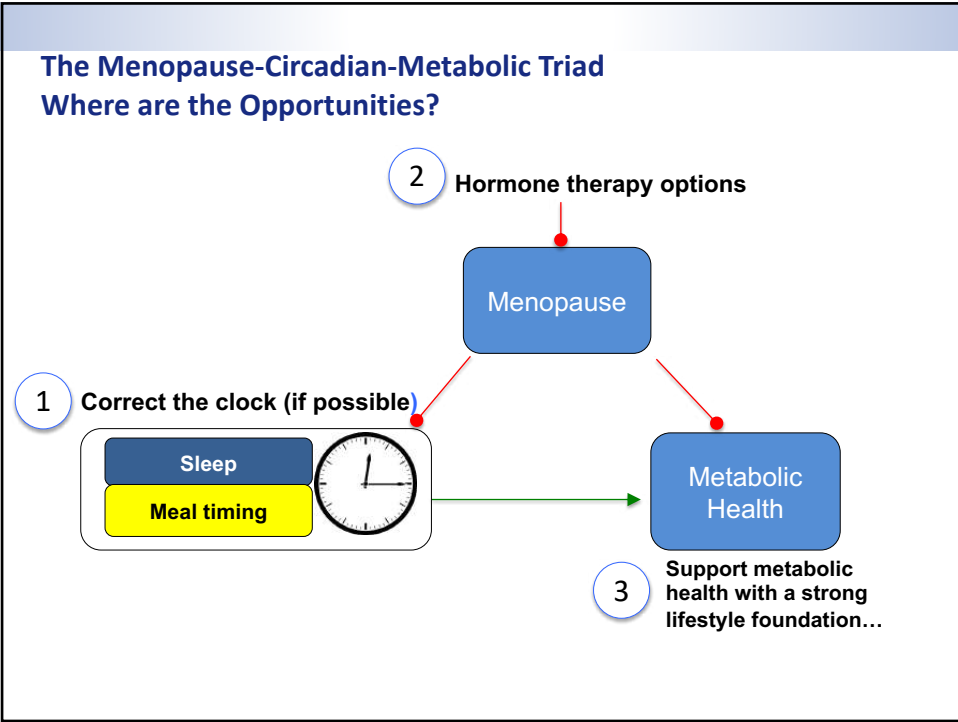 The Menopause-Circadian-Metabolic Triad
Where are the Opportunities?
2
Hormone therapy options
Menopause
1
Correct the clock (if possible)
Sleep
Meal timing
Metabolic
Health
3
Support metabolic
health with a strong
lifestyle foundation…